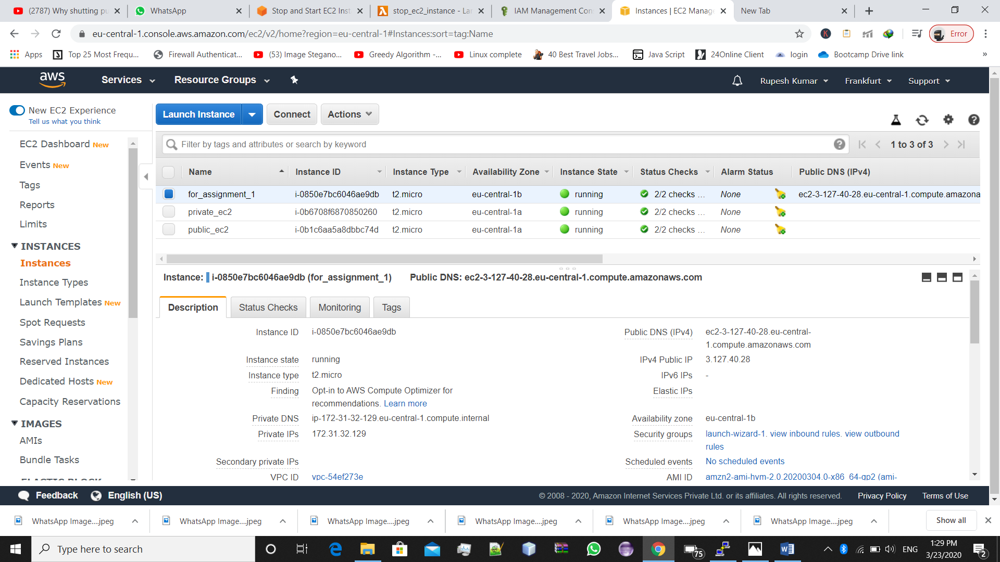 (2787) Why shutting pu
WhatsApp
Stop and Start EC2 Inst
stop_ec2_instance - La
IAM Management Con
Instances | EC2 Manage
New Tab
eu-central-1.console.aws.amazon.com/ec2/v2/home?region=eu-central-1#Instances:sort=tag:Name
Error
Apps
Top 25 Most Frequ...
Firewall Authenticat...
(53) Image Stegano...
Greedy Algorithm -...
Linux complete
40 Best Travel Jobs...
Java Script
24Online Client
login
Bootcamp Drive link
»
aws
Services
Resource Groups
Rupesh Kumar
Frankfurt
Support
New EC2 Experience
Tell us what you think
EC2 Dashboard New
Events New
Tags
Reports
Limits
INSTANCES
Instances
Instance Types
Launch Templates New
Spot Requests
Savings Plans
Reserved Instances
Dedicated Hosts New
Capacity Reservations
IMAGES
AMIs
Bundle Tasks
ELASTIC BLOCK
Launch Instance
Connect
Actions
Filter by tags and attributes or search by keyword
1 to 3 of 3
Name Instance ID Instance Type Availability Zone Instance State Status Checks Alarm Status Public DNS (IPv4)
for_assignment_1 i-0850e7bc6046ae9db t2.micro eu-central-1b running 2/2 checks ... None ec2-3-127-40-28.eu-central-1.compute.amazona
private_ec2 i-0b6708f6870850260 t2.micro eu-central-1a running 2/2 checks ... None
public_ec2 i-0b1c6aa5a8dbbc74d t2.micro eu-central-1a running 2/2 checks ... None
Instance: i-0850e7bc6046ae9db (for_assignment_1) Public DNS: ec2-3-127-40-28.eu-central-1.compute.amazonaws.com
Description
Status Checks
Monitoring
Tags
Instance ID i-0850e7bc6046ae9db
Instance state running
Instance type t2.micro
Finding Opt-in to AWS Compute Optimizer for
recommendations. Learn more
Private DNS ip-172-31-32-129.eu-central-1.compute.internal
Private IPs 172.31.32.129
Secondary private IPs
VPC ID vpc-54ef273e
Public DNS (IPv4) ec2-3-127-40-28.eu-central-
1.compute.amazonaws.com
IPv4 Public IP 3.127.40.28
IPv6 IPs -
Elastic IPs
Availability zone eu-central-1b
Security groups launch-wizard-1. view inbound rules. view outbound
rules
Scheduled events No scheduled events
AMI ID amzn2-ami-hvm-2.0.20200304.0-x86_64-gp2 (ami-
Feedback
English (US)
© 2008 - 2020, Amazon Internet Services Private Ltd. or its affiliates. All rights reserved.
Privacy Policy
Terms of Use
WhatsApp Image....jpeg
WhatsApp Image....jpeg
WhatsApp Image....jpeg
WhatsApp Image....jpeg
WhatsApp Image....jpeg
WhatsApp Image....jpeg
Show all
Type here to search
75
ENG
1:29 PM
3/23/2020
2